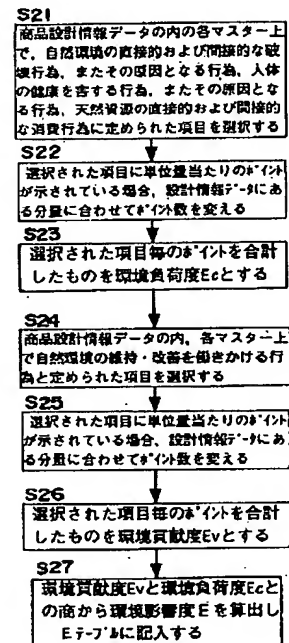 S21
商品設計情報データの内の各マスター上
で、自然環境の直接的および間接的な破
壊行為、またその原因となる行為、人体
の健康を害する行為、またその原因とな
る行為、天然資源の直接的および間接的
な消費行為に定められた項目を選択する
S22
選択された項目に単位量当たりのポイント
が示されている場合、設計情報データにあ
る分量に合わせてポイント数を変える
S23
選択された項目毎のポイントを合計
したものを環境負荷度Ecとする
S24
商品設計情報データの内、各マスター上
で自然環境の維持・改善を働きかける行
為と定められた項目を選択する
S25
選択された項目に単位量当たりのポイント
が示されている場合、設計情報データにあ
る分量に合わせてポイント数を変える
S26
選択された項目毎のポイントを合計
したものを環境貢献度Evとする
S27
環境貢献度Evと環境負荷度Ecと
の商から環境影響度Eを算出し
Eテーブルに記入する